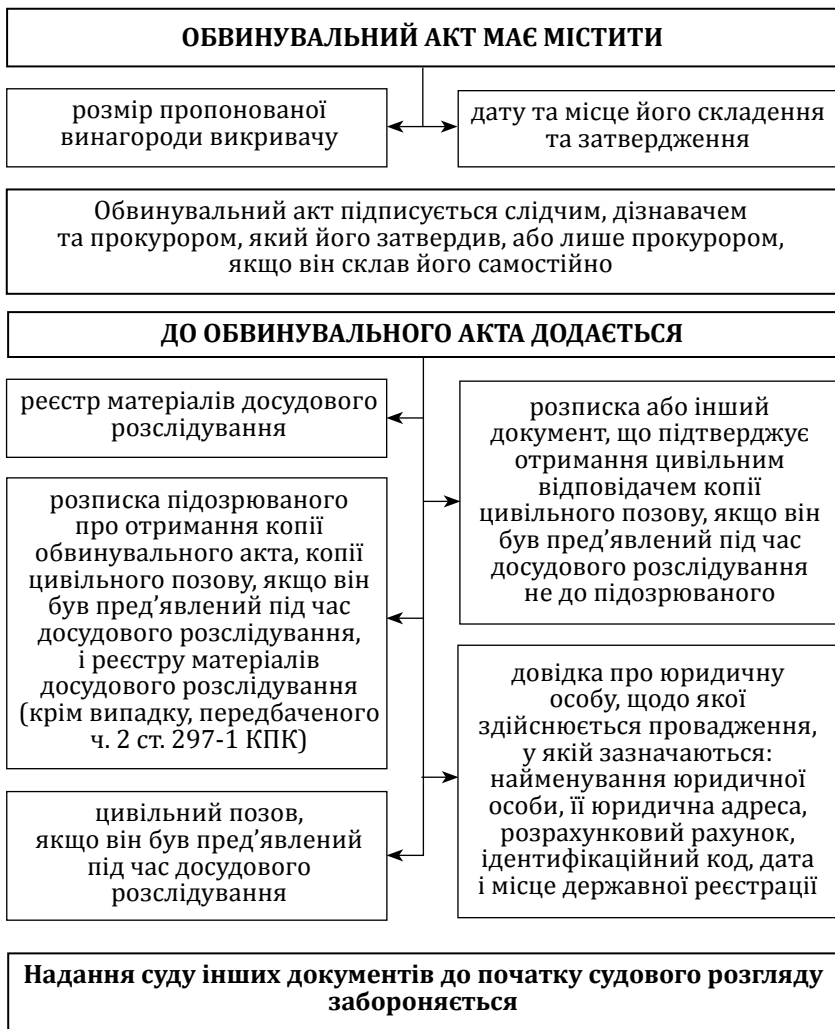 ОБВИНУВАЛЬНИЙ АКТ МАЄ МІСТИТИ
розмір пропонованої
винагороди викривачу
дату та місце його складення
та затвердження
Обвинувальний акт підписується слідчим, дізнавачем
та прокурором, який його затвердив, або лише прокурором,
якщо він склав його самостійно
ДО ОБВИНУВАЛЬНОГО АКТА ДОДАЄТЬСЯ
реєстр матеріалів досудового
розслідування
розписка підозрюваного
про отримання копії
обвинувального акта, копії
цивільного позову, якщо він
був пред’явлений під час
досудового розслідування,
і реєстру матеріалів
досудового розслідування
(крім випадку, передбаченого
ч. 2 ст. 297-1 КПК)
цивільний позов,
якщо він був пред’явлений
під час досудового
розслідування
розписка або інший
документ, що підтверджує
отримання цивільним
відповідачем копії
цивільного позову, якщо він
був пред’явлений під час
досудового розслідування
не до підозрюваного
довідка про юридичну
особу, щодо якої
здійснюється провадження,
у якій зазначаються:
найменування юридичної
особи, її юридична адреса,
розрахунковий рахунок,
ідентифікаційний код, дата
і місце державної реєстрації
Надання суду інших документів до початку судового розгляду
забороняється